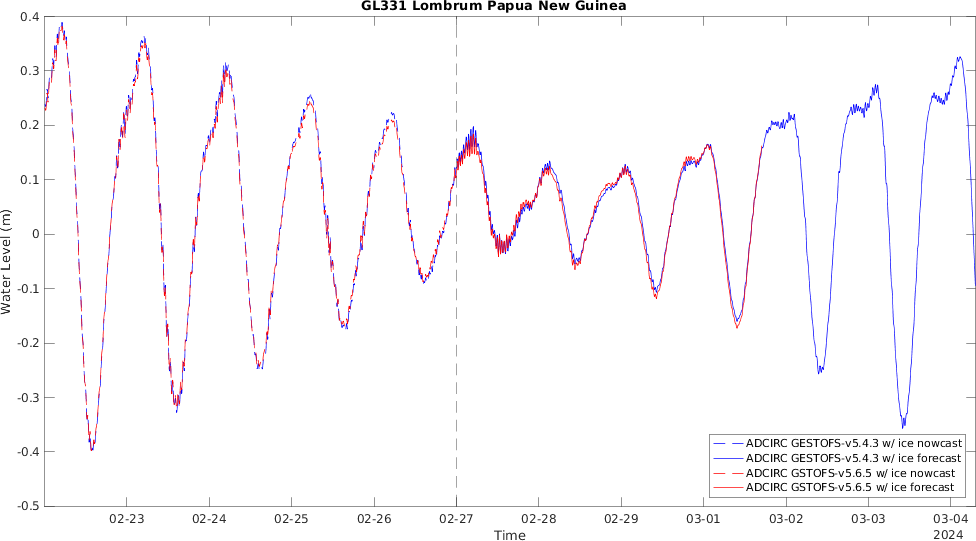 GL331 Lombrum Papua New Guinea
Water Level (m)
0.4
0.3
0.2
0.1
0
-0.1
-0.2
-0.3
-0.4
-0.5
ADCIRC GESTOFS-v5.4.3 w/ ice nowcast
ADCIRC GESTOFS-v5.4.3 w/ ice forecast
ADCIRC GSTOFS-v5.6.5 w/ ice nowcast
ADCIRC GSTOFS-v5.6.5 w/ ice forecast
02-23 02-24 02-25 02-26 02-27 02-28 02-29 03-01 03-02 03-03 03-04
Time
2024